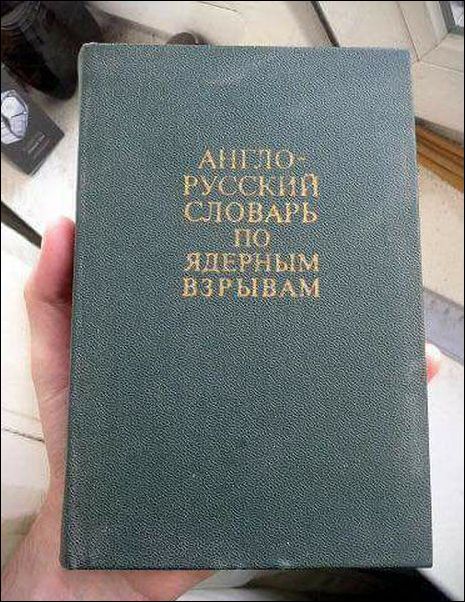 АНГЛО-
РУССКИЙ
СЛОВАРЬ
ПО
ЯДЕРНЫМ
ВЗРЫВАМ